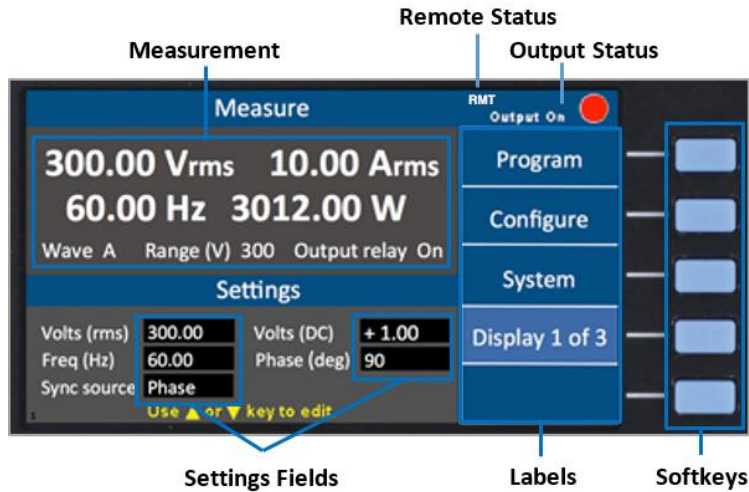 Remote Status
Measurement
Output Status
Measure
RMT
Output On
300.00 Vrms 10.00 Arms
60.00 Hz 3012.00 W
Wave A Range (V) 300 Output relay On
Program
Configure
System
Display 1 of 3
Settings
Volts (rms) 300.00 Volts (DC) + 1.00
Freq (Hz) 60.00 Phase (deg) 90
Sync source Phase
Use ▲ or ▼ key to edit
1
Settings Fields
Labels
Softkeys